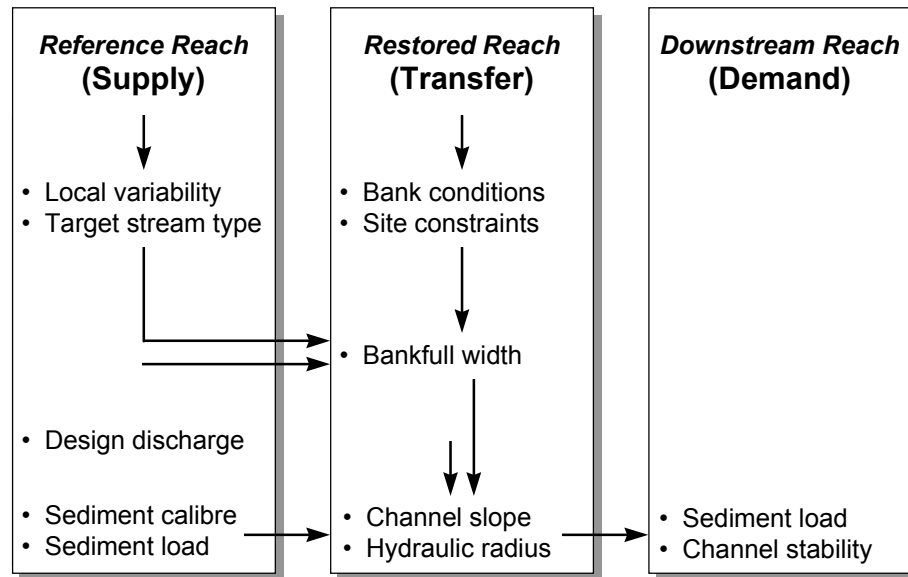 Reference Reach
(Supply)
• Local variability
• Target stream type
• Design discharge
• Sediment calibre
• Sediment load
Restored Reach
(Transfer)
• Bank conditions
• Site constraints
• Bankfull width
• Channel slope
• Hydraulic radius
Downstream Reach
(Demand)
• Sediment load
• Channel stability